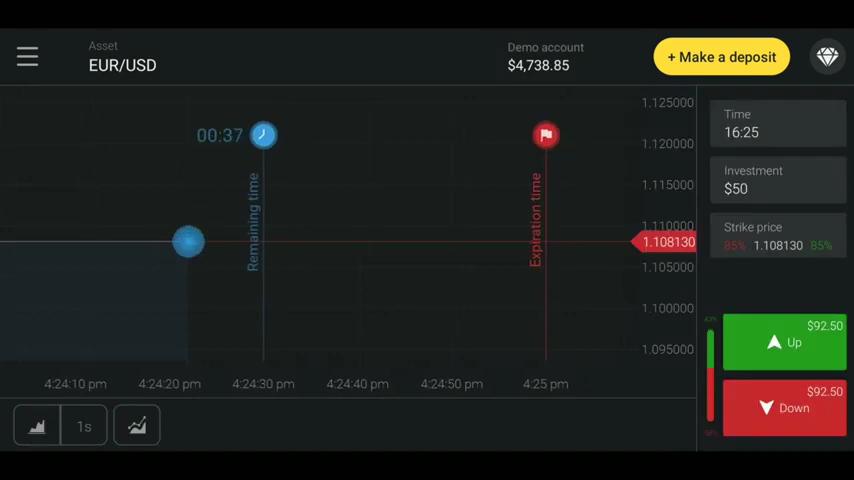 Asset
EUR/USD
Demo account
$4,738.85
+ Make a deposit
00:37
Remaining time
Expiration time
1.125000
1.120000
1.115000
1.110000
1.108130
1.105000
1.100000
1.095000
Time
16:25
Investment
$50
Strike price
85% 1.108130 85%
$92.50
Up
$92.50
Down
4:24:10 pm
4:24:20 pm
4:24:30 pm
4:24:40 pm
4:24:50 pm
4:25 pm
1s